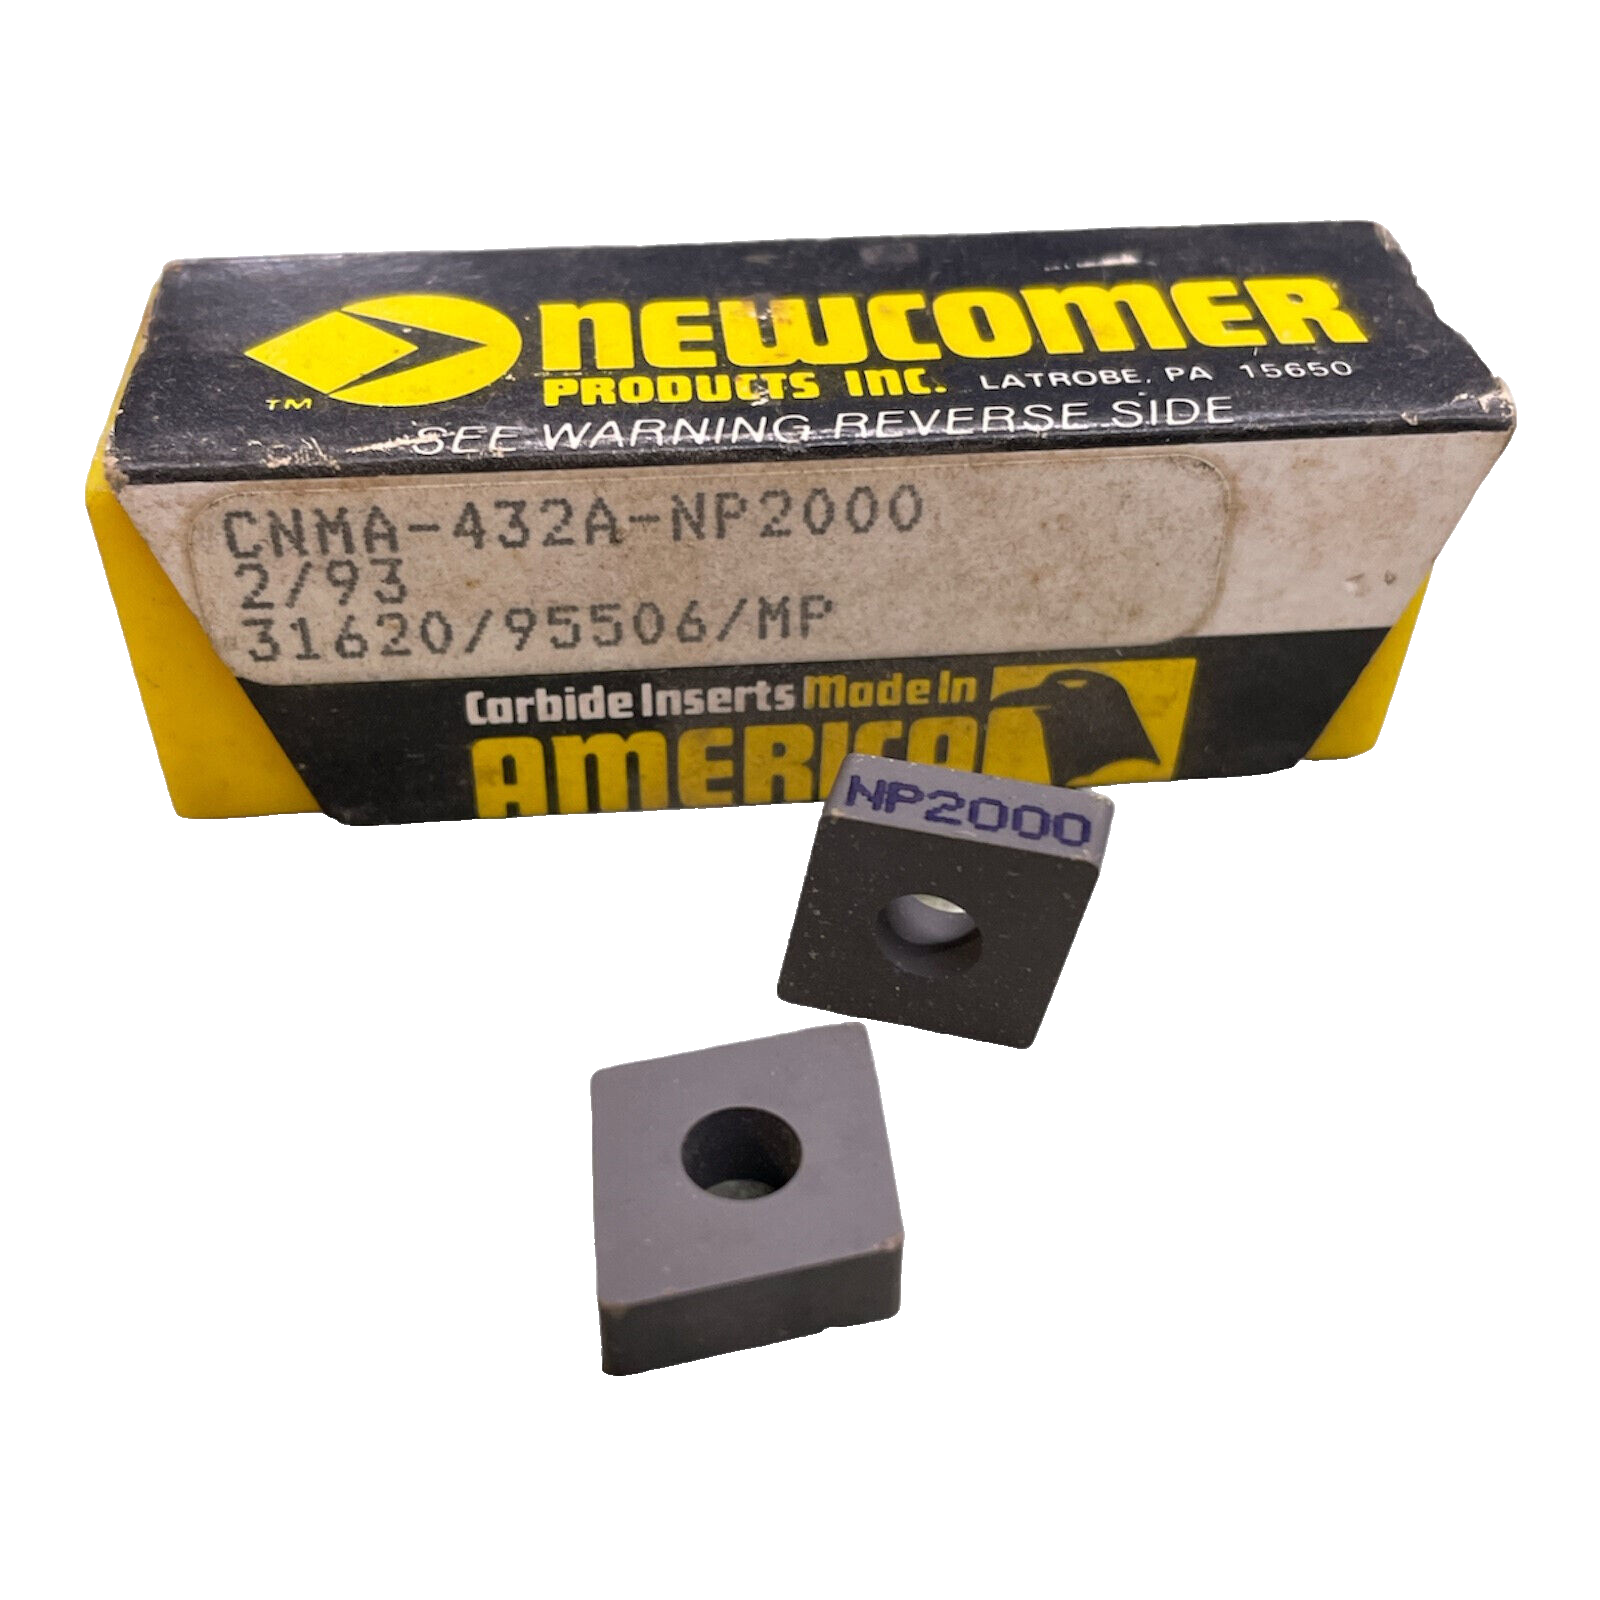 NEWCOMER
PRODUCTS INC. LATROBE, PA 15650
TM
SEE WARNING REVERSE SIDE
CNMA-432A-NP2000
2/93
31620/95506/MP
Carbide Inserts Made In
AMERICA
NP2000